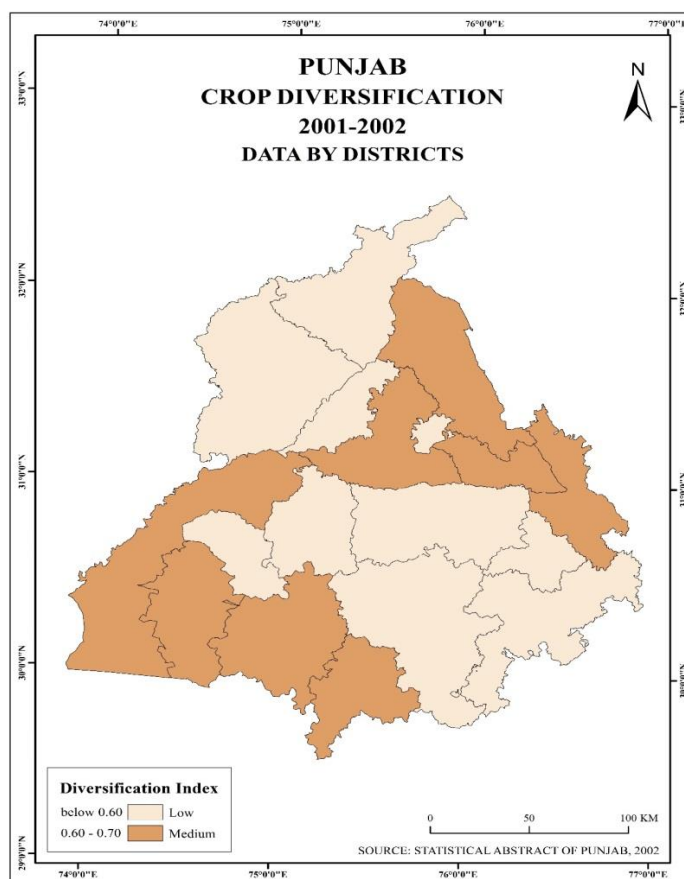 74°0'0"E 75°0'0"E 76°0'0"E 77°0'0"E
PUNJAB
CROP DIVERSIFICATION
2001-2002
DATA BY DISTRICTS
N
33°0'0"N
32°0'0"N
31°0'0"N
30°0'0"N
29°0'0"N
Diversification Index
below 0.60 Low
0.60 - 0.70 Medium
0 50 100 KM
SOURCE: STATISTICAL ABSTRACT OF PUNJAB, 2002
74°0'0"E 75°0'0"E 76°0'0"E 77°0'0"E